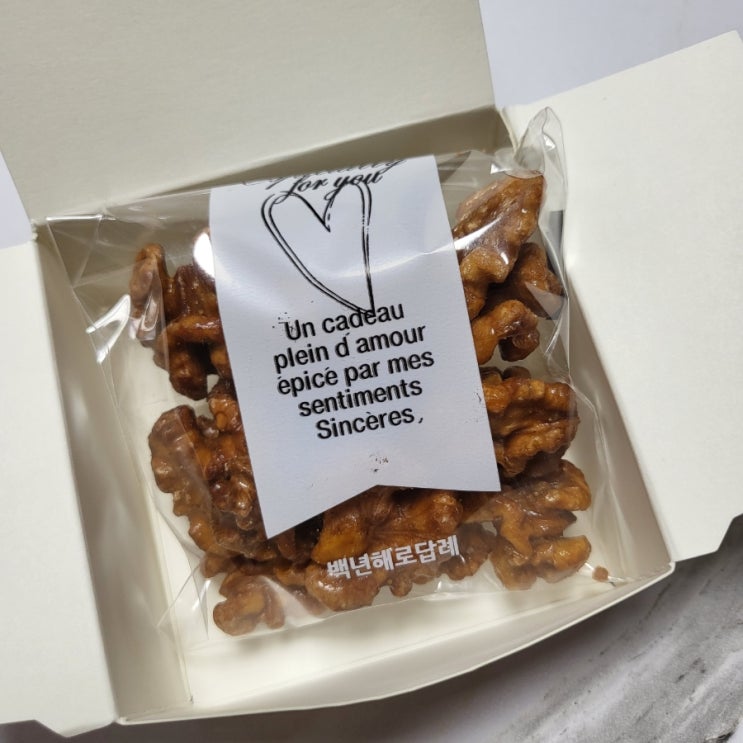 for you
Un cadeau
plein d'amour
épicé par mes
sentiments
Sincères,
백년해로답례